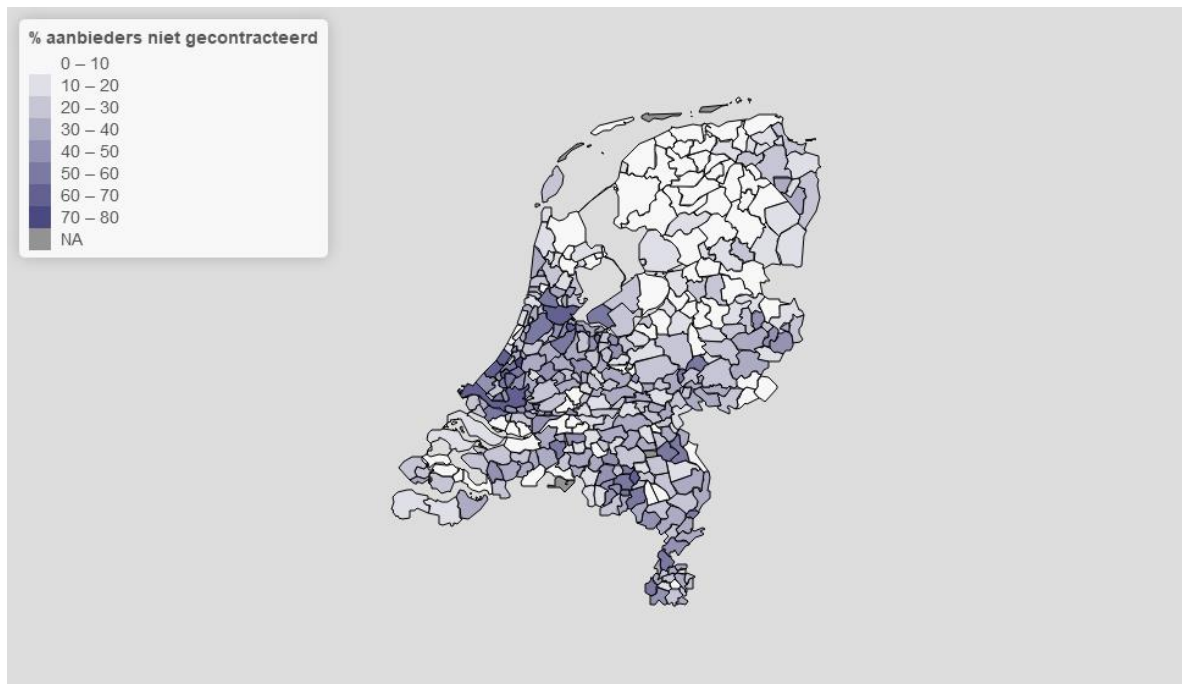 % aanbieders niet gecontracteerd
0 – 10
10 – 20
20 – 30
30 – 40
40 – 50
50 – 60
60 – 70
70 – 80
NA